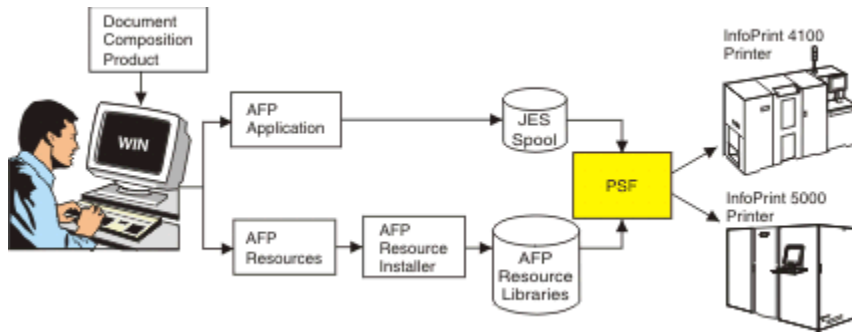 Document
Composition
Product
WIN
AFP
Application
JES
Spool
InfoPrint 4100
Printer
PSF
InfoPrint 5000
Printer
AFP
Resources
AFP
Resource
Installer
AFP
Resource
Libraries